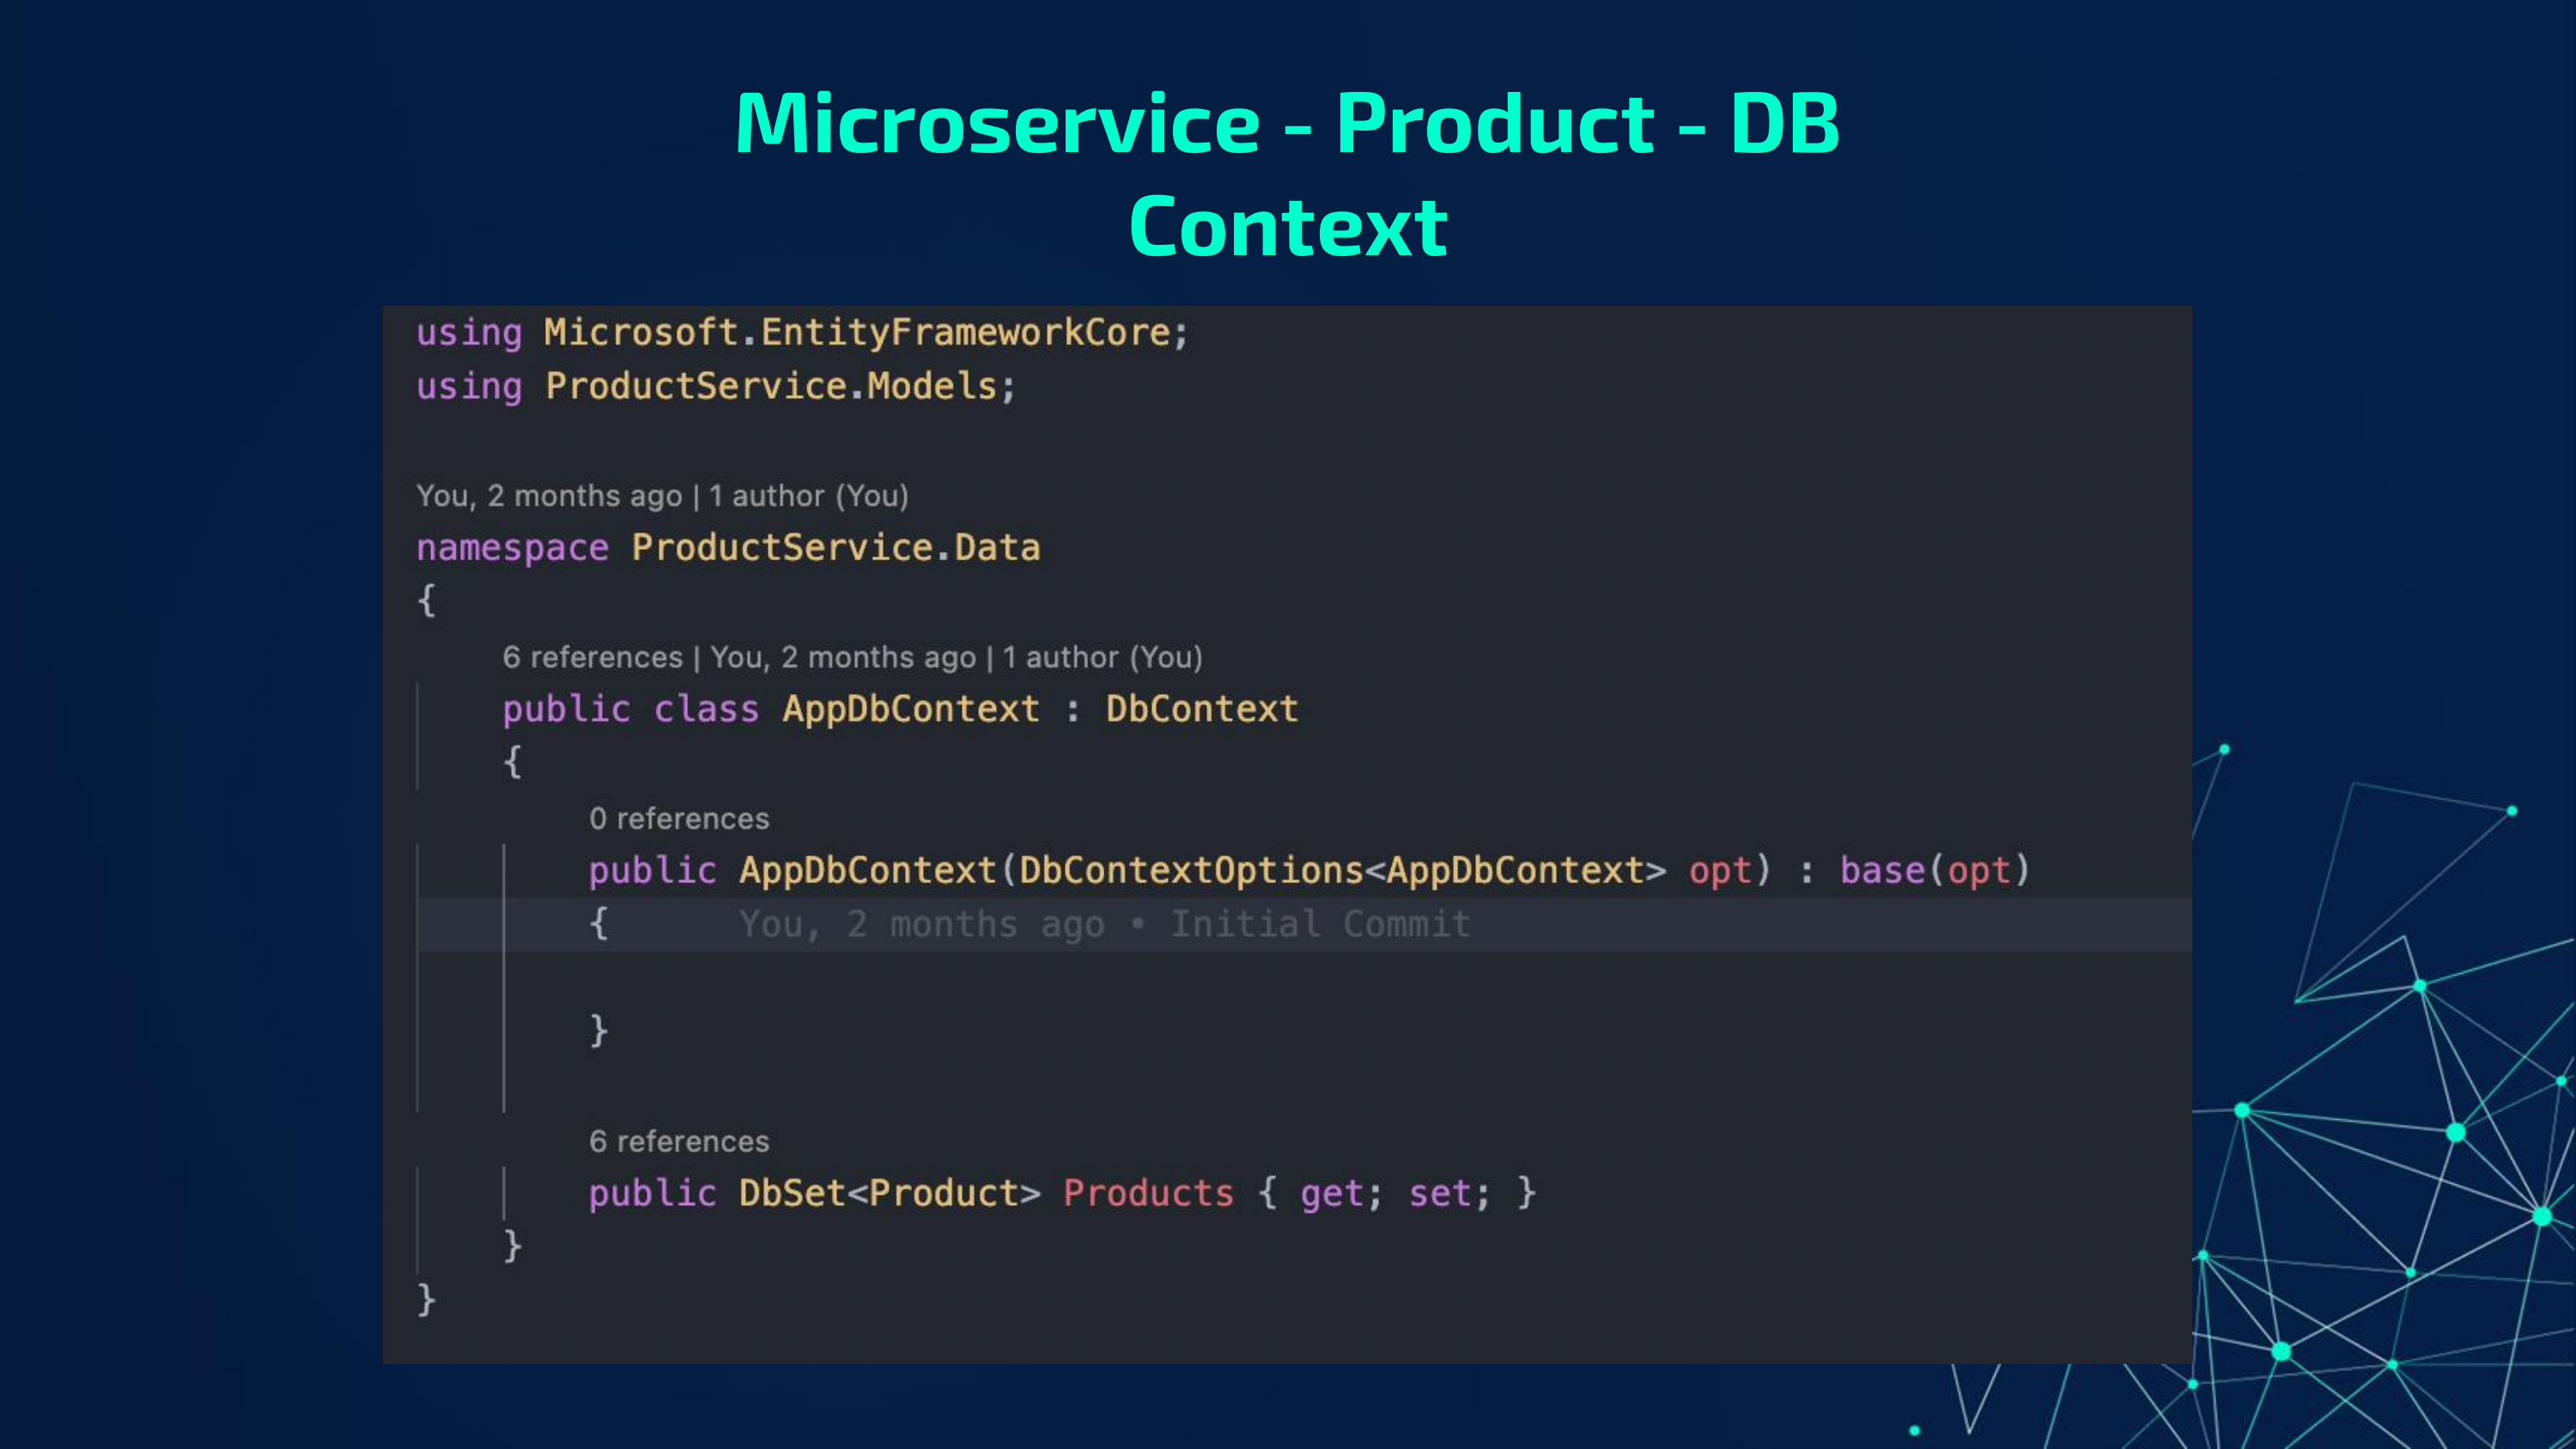 Microservice - Product - DB
Context
using Microsoft.EntityFrameworkCore;
using ProductService.Models;
You, 2 months ago | 1 author (You)
namespace ProductService.Data
{
6 references | You, 2 months ago | 1 author (You)
public class AppDbContext : DbContext
{
0 references
public AppDbContext(DbContextOptions<AppDbContext> opt) : base(opt)
{ You, 2 months ago • Initial Commit
}
6 references
public DbSet<Product> Products { get; set; }
}
}